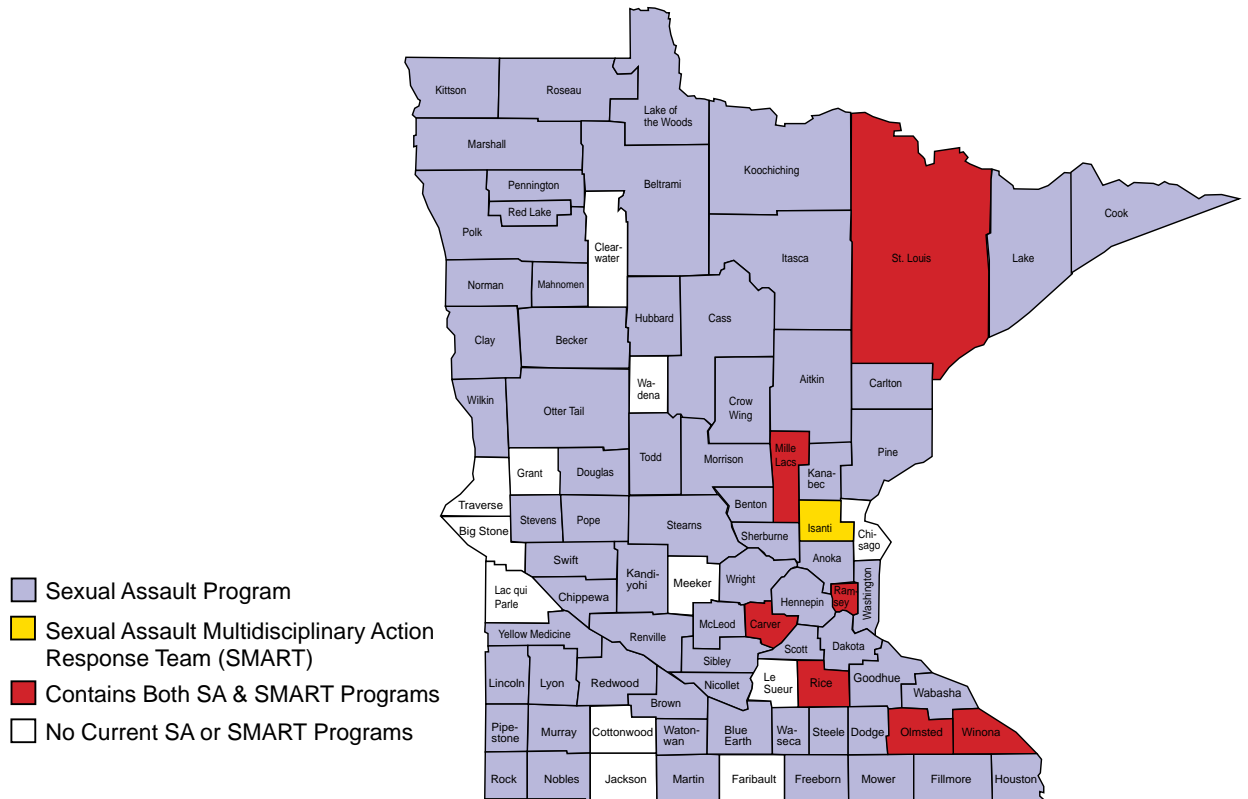 Kittson
Roseau
Lake of
the Woods
Marshall
Koochiching
Beltrami
Pennington
Red Lake
Polk
Cook
Clear-
water
Itasca
St. Louis
Lake
Norman
Mahnomen
Hubbard
Cass
Clay
Becker
Aitkin
Carlton
Wa-
dena
Wilkin
Crow
Wing
Otter Tail
Mille
Lacs
Pine
Todd
Morrison
Grant
Douglas
Kana-
bec
Traverse
Benton
Big Stone
Stevens
Pope
Stearns
Isanti
Sherburne
Chi-
sago
Swift
Anoka
Kandi-
yohi
Meeker
Wright
Washington
Lac qui
Parle
Chippewa
Ram-
sey
Hennepin
McLeod
Carver
Yellow Medicine
Renville
Scott
Dakota
Sibley
Le
Sueur
Rice
Goodhue
Lincoln
Lyon
Redwood
Nicollet
Wabasha
Brown
Pipe-
stone
Murray
Cottonwood
Waton-
wan
Blue
Earth
Wa-
seca
Steele
Dodge
Olmsted
Winona
Rock
Nobles
Jackson
Martin
Faribault
Freeborn
Mower
Fillmore
Houston
Sexual Assault Program
Sexual Assault Multidisciplinary Action
Response Team (SMART)
Contains Both SA & SMART Programs
No Current SA or SMART Programs